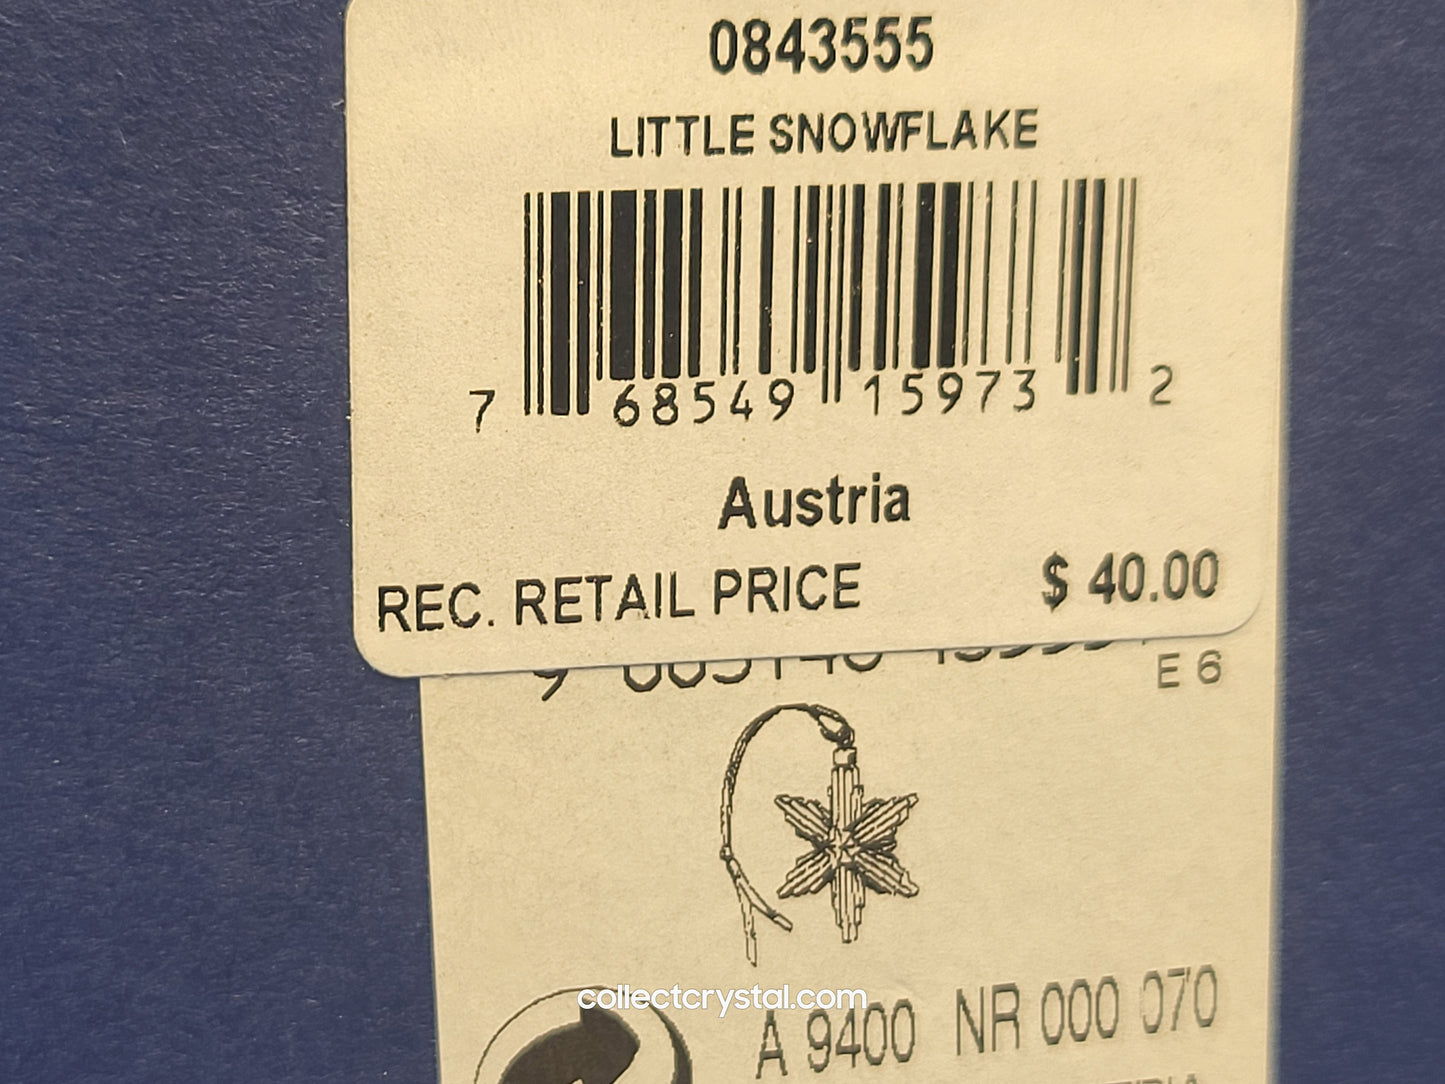 0843555
LITTLE SNOWFLAKE
7 68549 15973 2
Austria
REC. RETAIL PRICE $ 40.00
E 6
collectcrystal.com
A 9400 NR 000 070